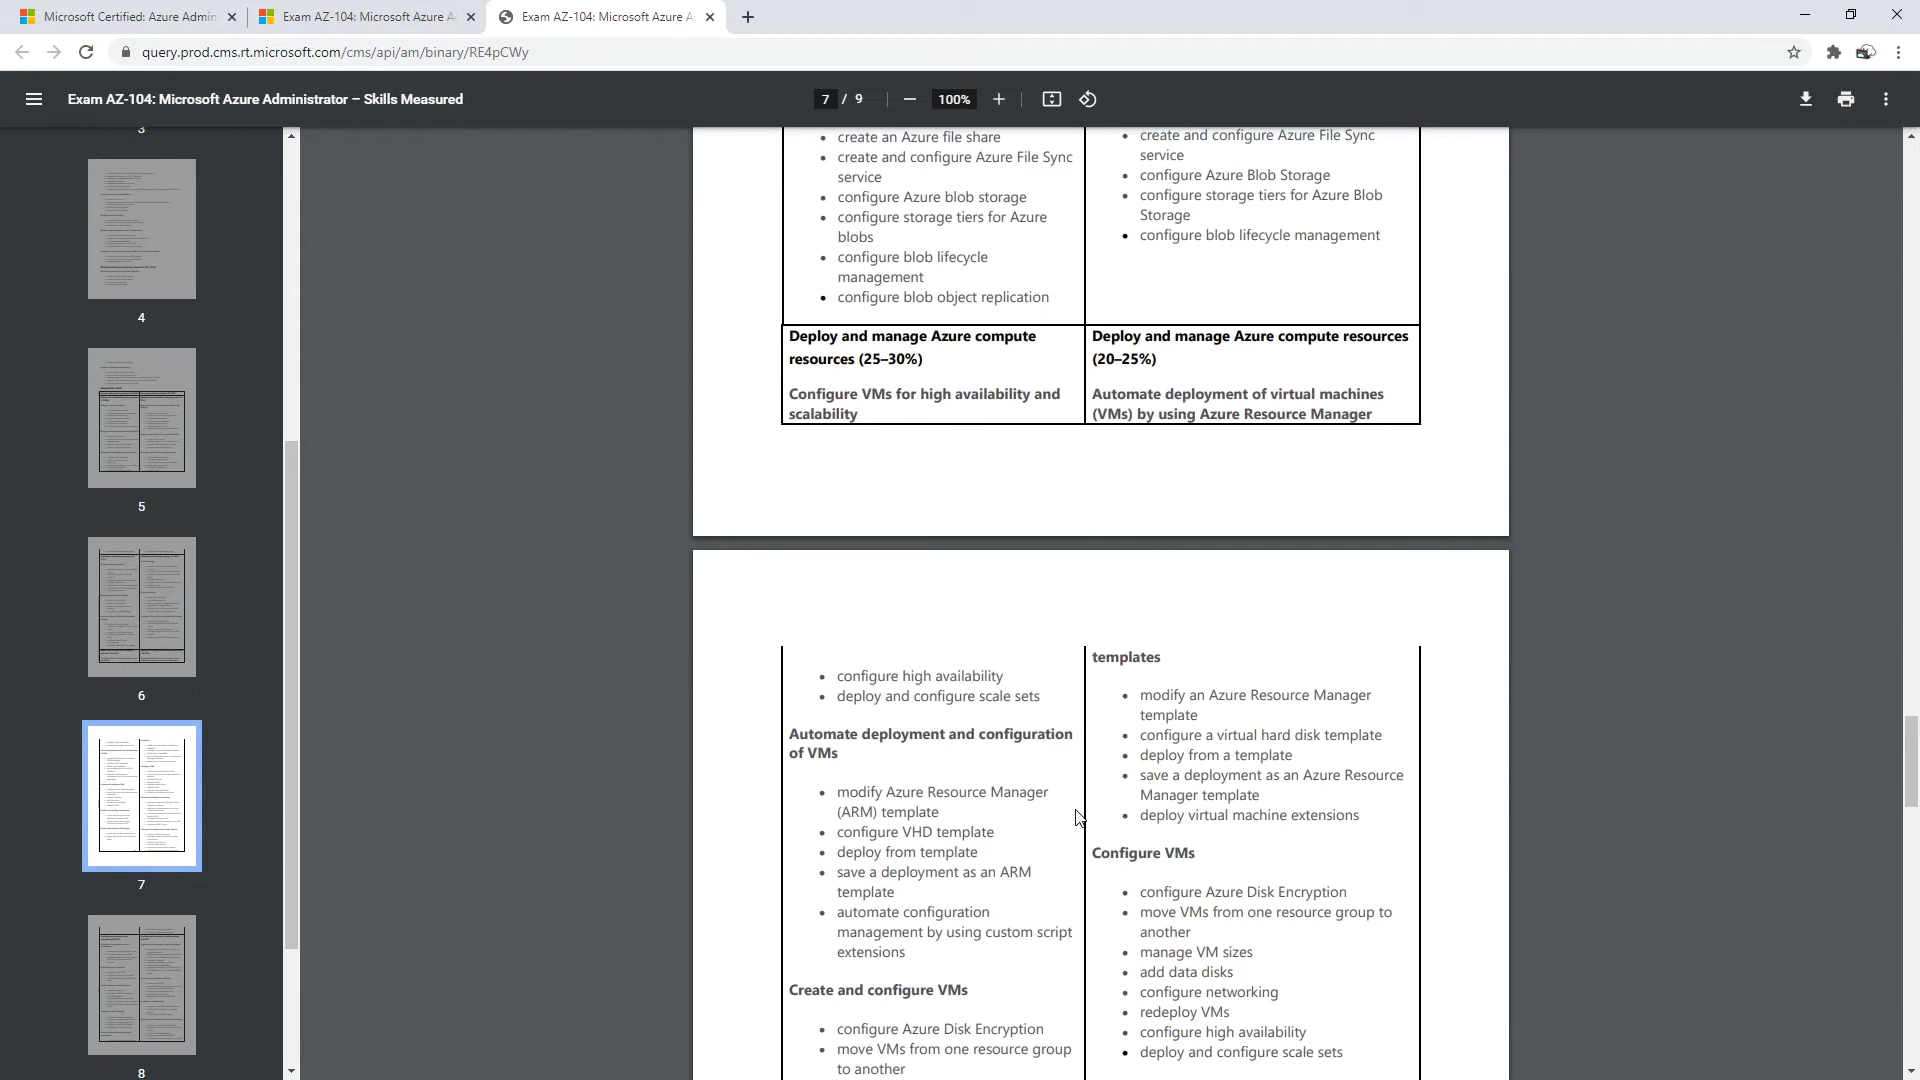 Microsoft Certified: Azure Admin
Exam AZ-104: Microsoft Azure A
Exam AZ-104: Microsoft Azure A
query.prod.cms.rt.microsoft.com/cms/api/am/binary/RE4pCWy
Exam AZ-104: Microsoft Azure Administrator – Skills Measured
7 / 9
100%
3
4
5
6
7
8
create an Azure file share
create and configure Azure File Sync
service
configure Azure blob storage
configure storage tiers for Azure
blobs
configure blob lifecycle
management
configure blob object replication
create and configure Azure File Sync
service
configure Azure Blob Storage
configure storage tiers for Azure Blob
Storage
configure blob lifecycle management
Deploy and manage Azure compute
resources (25–30%)
Configure VMs for high availability and
scalability
Deploy and manage Azure compute resources
(20–25%)
Automate deployment of virtual machines
(VMs) by using Azure Resource Manager
configure high availability
deploy and configure scale sets
Automate deployment and configuration
of VMs
modify Azure Resource Manager
(ARM) template
configure VHD template
deploy from template
save a deployment as an ARM
template
automate configuration
management by using custom script
extensions
Create and configure VMs
configure Azure Disk Encryption
move VMs from one resource group
to another
templates
modify an Azure Resource Manager
template
configure a virtual hard disk template
deploy from a template
save a deployment as an Azure Resource
Manager template
deploy virtual machine extensions
Configure VMs
configure Azure Disk Encryption
move VMs from one resource group to
another
manage VM sizes
add data disks
configure networking
redeploy VMs
configure high availability
deploy and configure scale sets